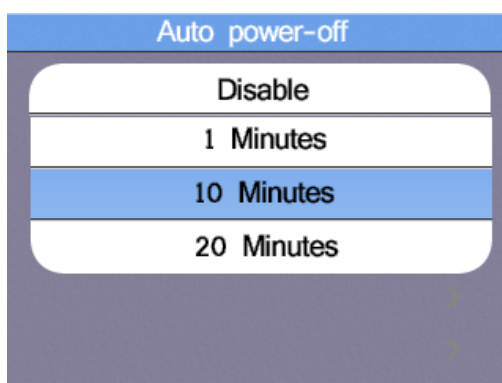 Auto power-off
Disable
1 Minutes
10 Minutes
20 Minutes